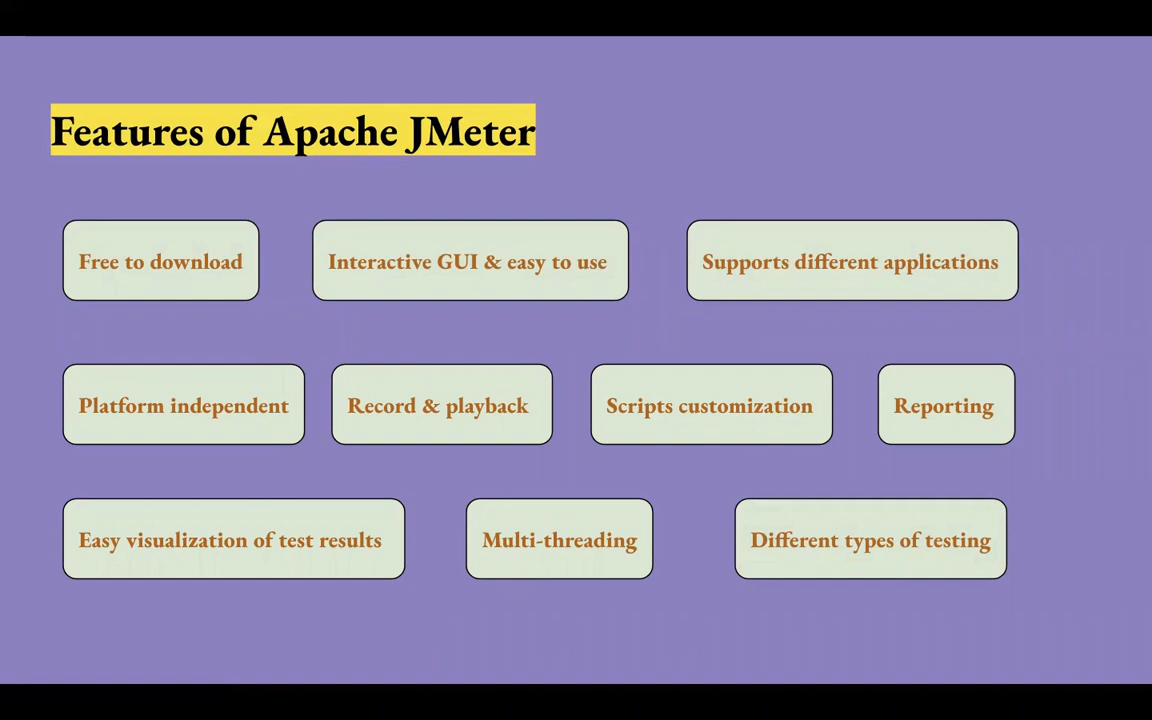 Features of Apache JMeter
Free to download
Interactive GUI & easy to use
Supports different applications
Platform independent
Record & playback
Scripts customization
Reporting
Easy visualization of test results
Multi-threading
Different types of testing